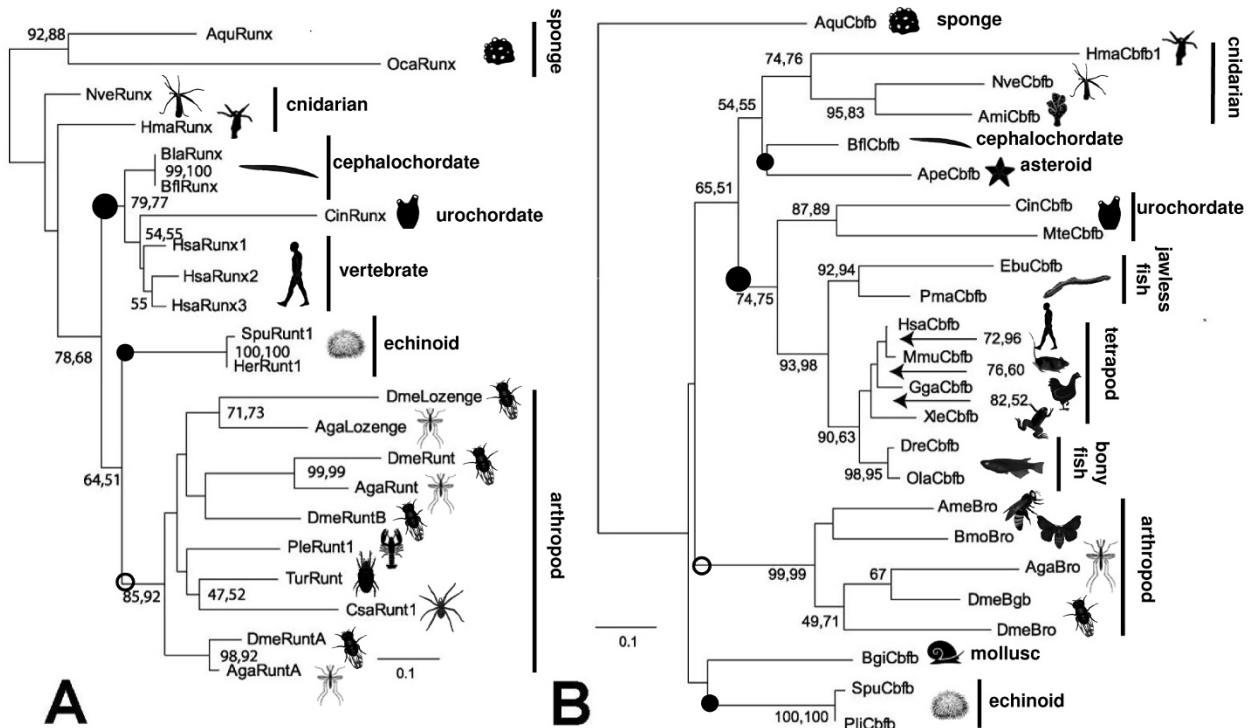 92,88
AquRunx
OcaRunx
sponge
NveRunx
HmaRunx
cnidarian
BlaRunx
99,100
BflRunx
cephalochordate
79,77
CinRunx
urochordate
54,55
HsaRunx1
HsaRunx2
HsaRunx3
55
vertebrate
78,68
SpuRunt1
100,100
HerRunt1
echinoid
DmeLozenge
71,73
AgaLozenge
DmeRunt
99,99
AgaRunt
64,51
DmeRuntB
PleRunt1
TurRunt
47,52
CsaRunt1
85,92
DmeRuntA
98,92
AgaRuntA
arthropod
0.1
A
AquCbfb
sponge
74,76
HmaCbfb1
NveCbfb
95,83
AmiCbfb
cnidarian
54,55
BflCbfb
cephalochordate
ApeCbfb
asteroid
65,51
87,89
CinCbfb
MteCbfb
urochordate
74,75
92,94
EbuCbfb
PmaCbfb
jawless
fish
HsaCbfb
72,96
93,98
MmuCbfb
76,60
GgaCbfb
82,52
XleCbfb
tetrapod
90,63
DreCbfb
98,95
OlaCbfb
bony
fish
AmeBro
BmoBro
99,99
AgaBro
67
DmeBgb
49,71
DmeBro
arthropod
0.1
BgiCbfb
mollusc
SpuCbfb
100,100
PliCbfb
echinoid
B